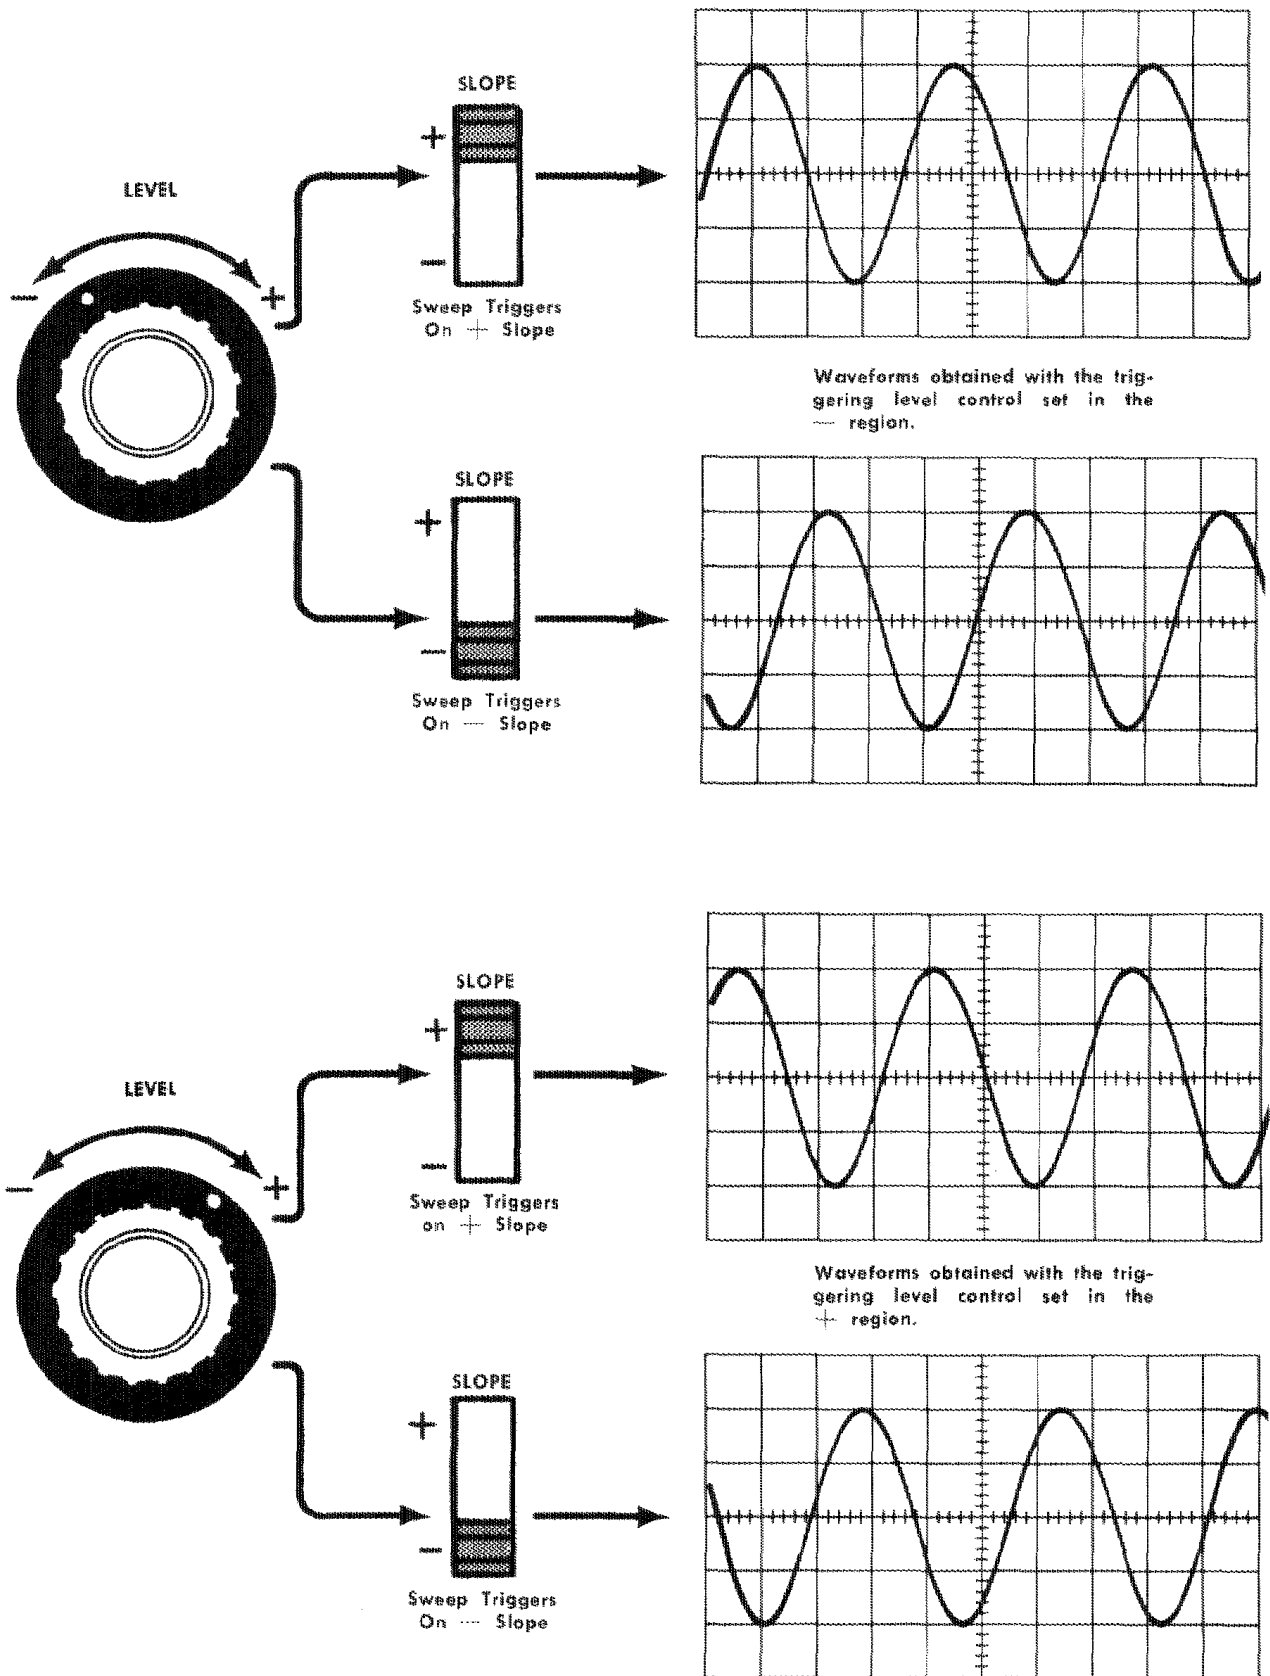 SLOPE
+
LEVEL
—
+
—
Sweep Triggers
On + Slope
Waveforms obtained with the trig-
gering level control set in the
— region.
SLOPE
+
—
Sweep Triggers
On — Slope
SLOPE
+
LEVEL
—
+
—
Sweep Triggers
on + Slope
Waveforms obtained with the trig-
gering level control set in the
+ region.
SLOPE
+
—
Sweep Triggers
On — Slope